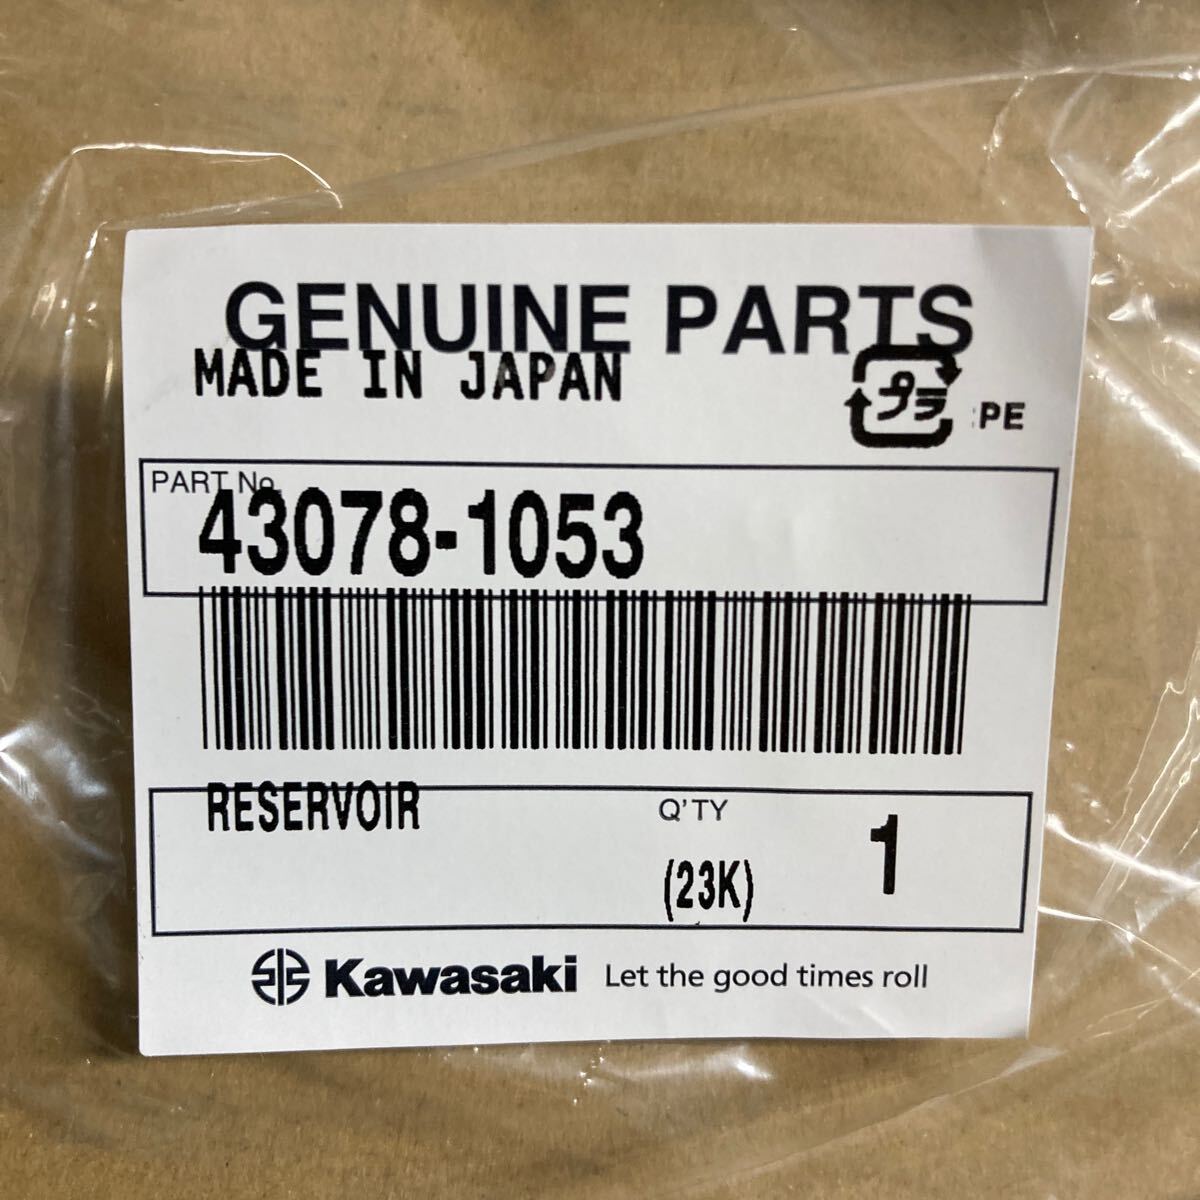 GENUINE PARTS
MADE IN JAPAN
プラ
PE
PART No.
43078-1053
RESERVOIR
Q'TY
(23K)
1
Kawasaki Let the good times roll